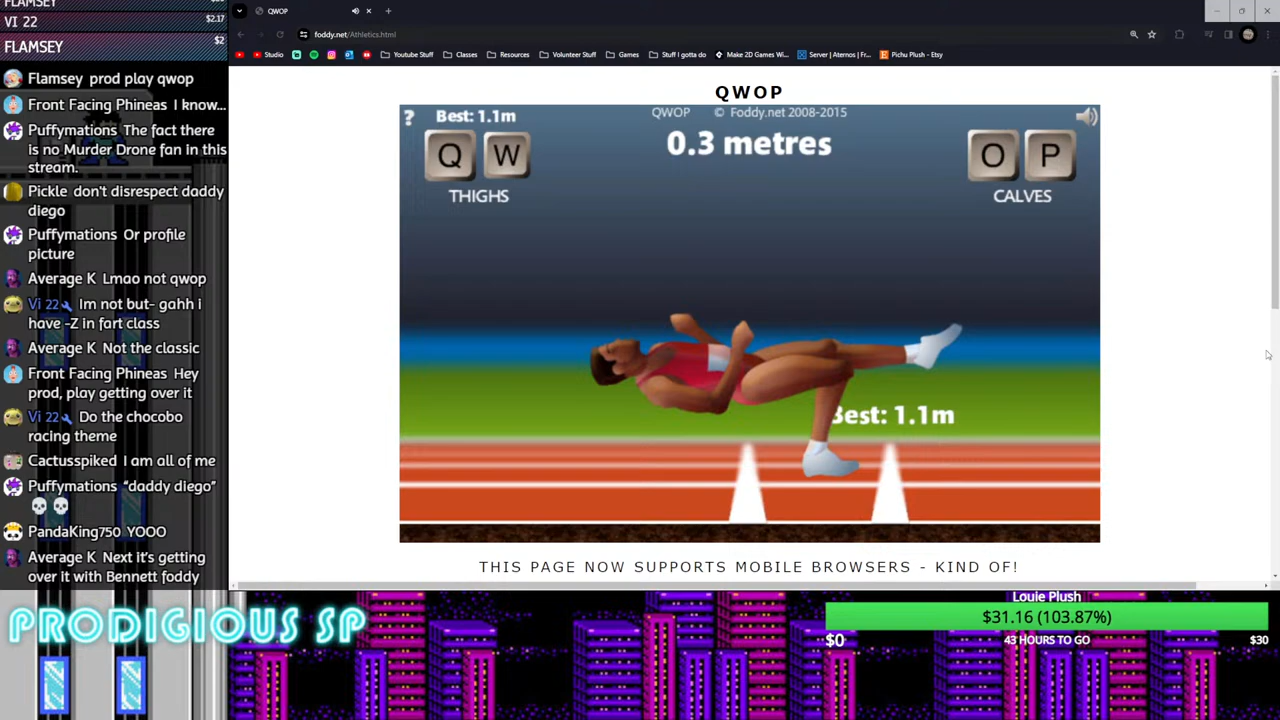 FLAMSEY
VI 22 $2.17
FLAMSEY $2
Flamsey prod play qwop
Front Facing Phineas I know...
Puffymations The fact there
is no Murder Drone fan in this
stream.
Pickle don't disrespect daddy
diego
Puffymations Or profile
picture
Average K Lmao not qwop
Vi 22 Im not but- gahh i
have -Z in fart class
Average K Not the classic
Front Facing Phineas Hey
prod, play getting over it
Vi 22 Do the chocobo
racing theme
Cactusspiked I am all of me
Puffymations “daddy diego”
PandaKing750 YOOO
Average K Next it's getting
over it with Bennett foddy
QWOP
foddy.net/Athletics.html
Studio
Youtube Stuff
Classes
Resources
Volunteer Stuff
Games
Stuff I gotta do
Make 2D Games Wi...
Server | Aternos | Fr...
Pichu Plush - Etsy
QWOP
? Best: 1.1m
QWOP © Foddy.net 2008-2015
0.3 metres
Q W
THIGHS
O P
CALVES
Best: 1.1m
THIS PAGE NOW SUPPORTS MOBILE BROWSERS - KIND OF!
PRODIGIOUS SP
Louie Plush
$31.16 (103.87%)
$0 43 HOURS TO GO $30